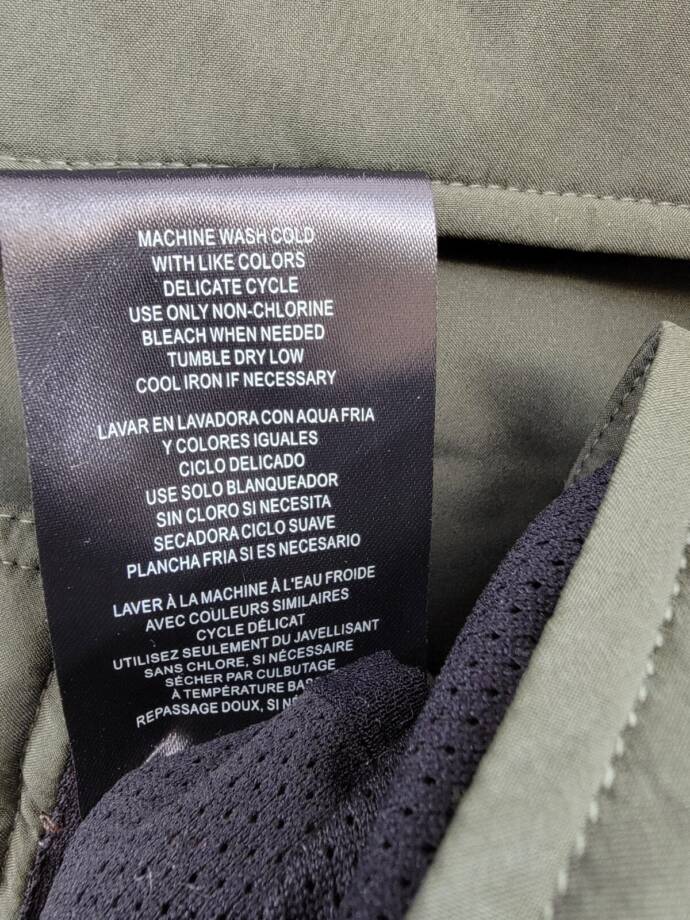 MACHINE WASH COLD
WITH LIKE COLORS
DELICATE CYCLE
USE ONLY NON-CHLORINE
BLEACH WHEN NEEDED
TUMBLE DRY LOW
COOL IRON IF NECESSARY
LAVAR EN LAVADORA CON AQUA FRIA
Y COLORES IGUALES
CICLO DELICADO
USE SOLO BLANQUEADOR
SIN CLORO SI NECESITA
SECADORA CICLO SUAVE
PLANCHA FRIA SI ES NECESARIO
LAVER À LA MACHINE À L'EAU FROIDE
AVEC COULEURS SIMILAIRES
CYCLE DÉLICAT
UTILISEZ SEULEMENT DU JAVELLISANT
SANS CHLORE, SI NÉCESSAIRE
SÉCHER PAR CULBUTAGE
À TEMPÉRATURE
REPASSAGE DOUX, SI